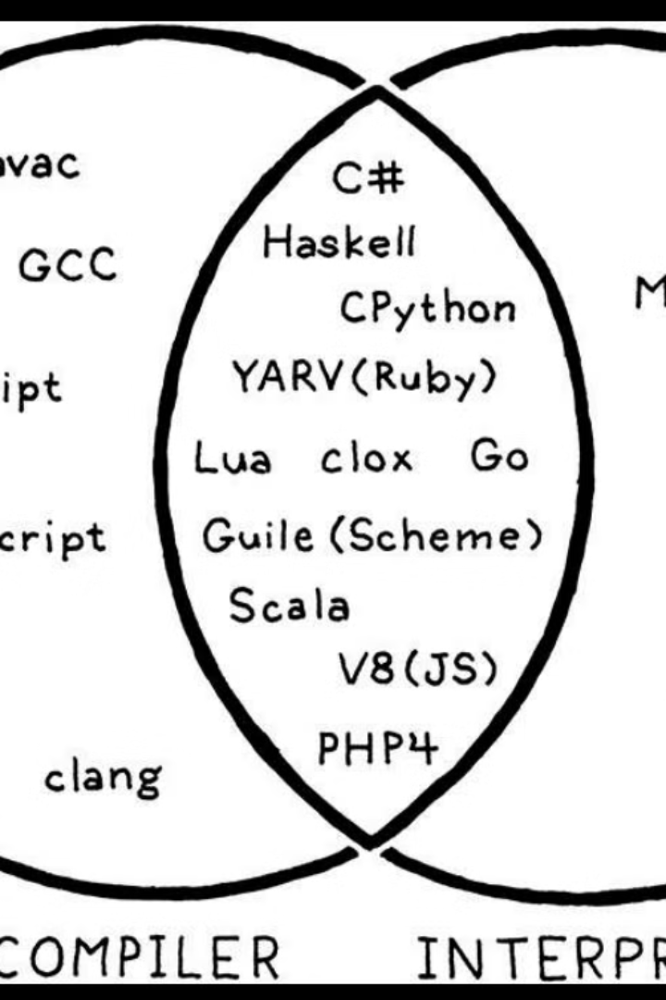 C#
avac
Haskell
GCC
M
CPython
YARV(Ruby)
ipt
Lua clox Go
cript
Guile (Scheme)
Scala
V8(JS)
PHP4
clang
COMPILER INTERPR